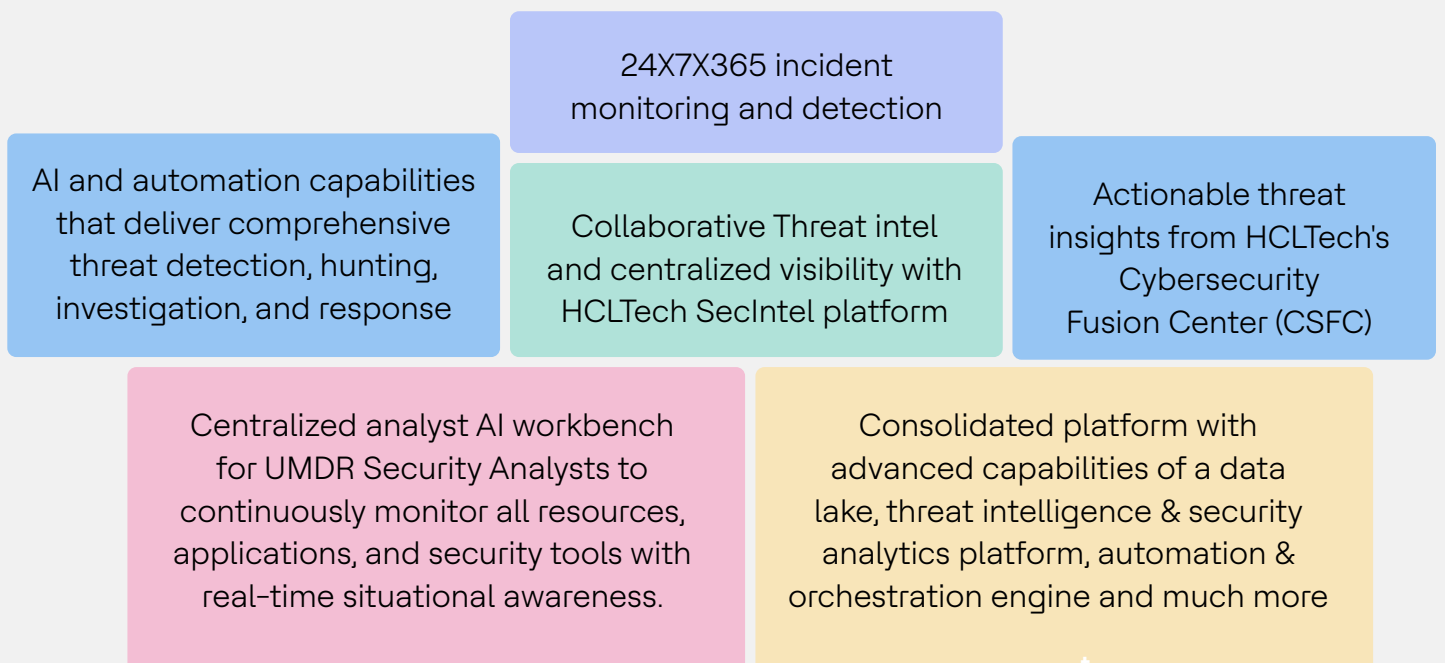 24X7X365 incident
monitoring and detection
AI and automation capabilities
that deliver comprehensive
threat detection, hunting,
investigation, and response
Collaborative Threat intel
and centralized visibility with
HCLTech SecIntel platform
Actionable threat
insights from HCLTech's
Cybersecurity
Fusion Center (CSFC)
Centralized analyst AI workbench
for UMDR Security Analysts to
continuously monitor all resources,
applications, and security tools with
real-time situational awareness.
Consolidated platform with
advanced capabilities of a data
lake, threat intelligence & security
analytics platform, automation &
orchestration engine and much more